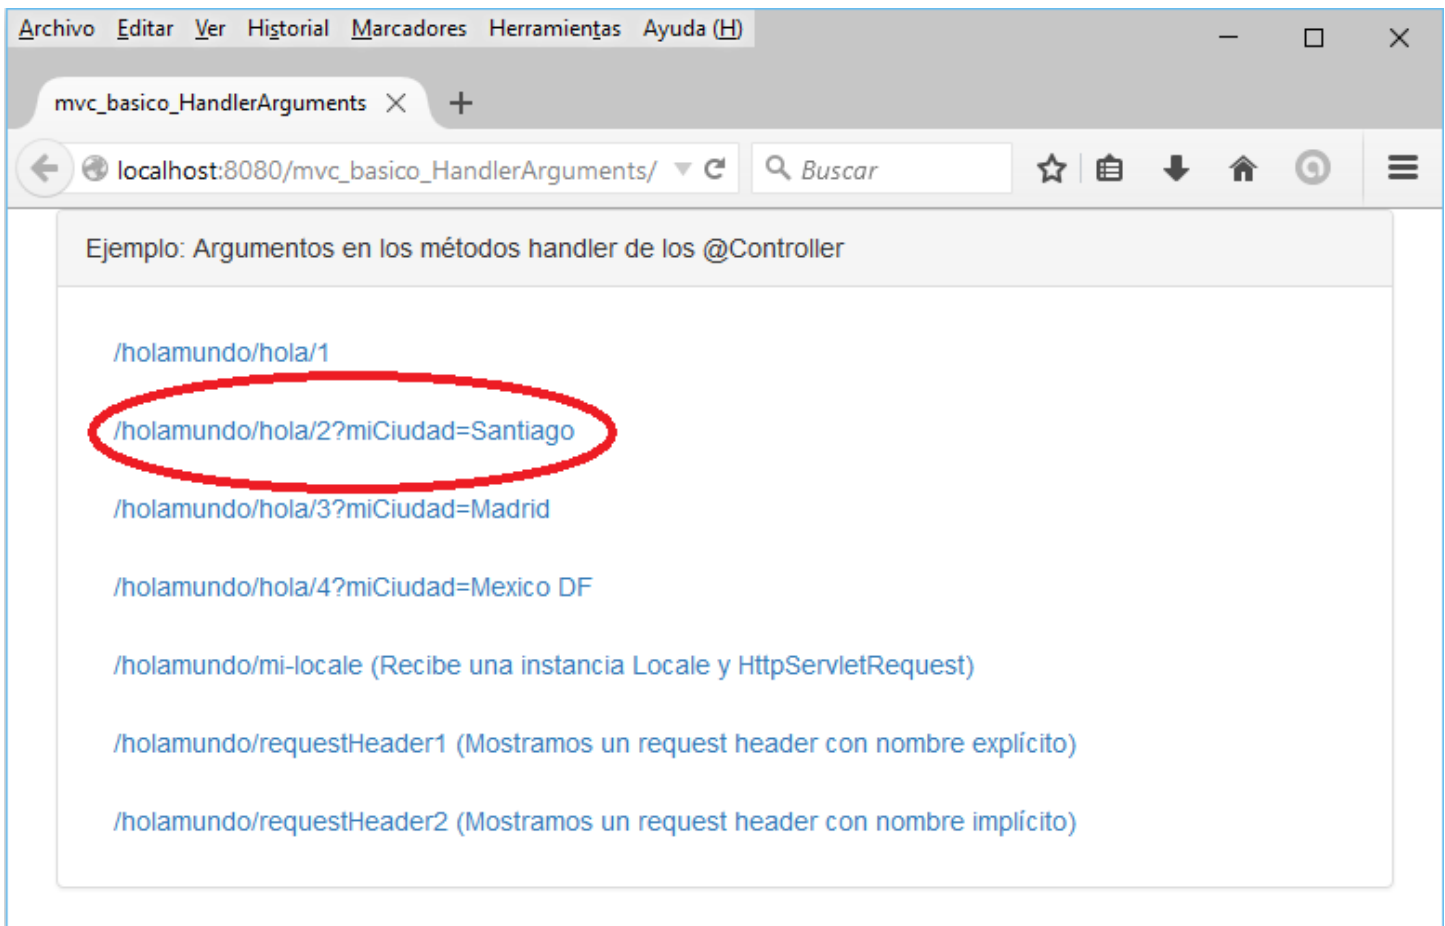 Archivo Editar Ver Historial Marcadores Herramientas Ayuda (H)
mvc_basico_HandlerArguments
localhost:8080/mvc_basico_HandlerArguments/ Buscar
Ejemplo: Argumentos en los métodos handler de los @Controller
/holamundo/hola/1
/holamundo/hola/2?miCiudad=Santiago
/holamundo/hola/3?miCiudad=Madrid
/holamundo/hola/4?miCiudad=Mexico DF
/holamundo/mi-locale (Recibe una instancia Locale y HttpServletRequest)
/holamundo/requestHeader1 (Mostramos un request header con nombre explícito)
/holamundo/requestHeader2 (Mostramos un request header con nombre implícito)